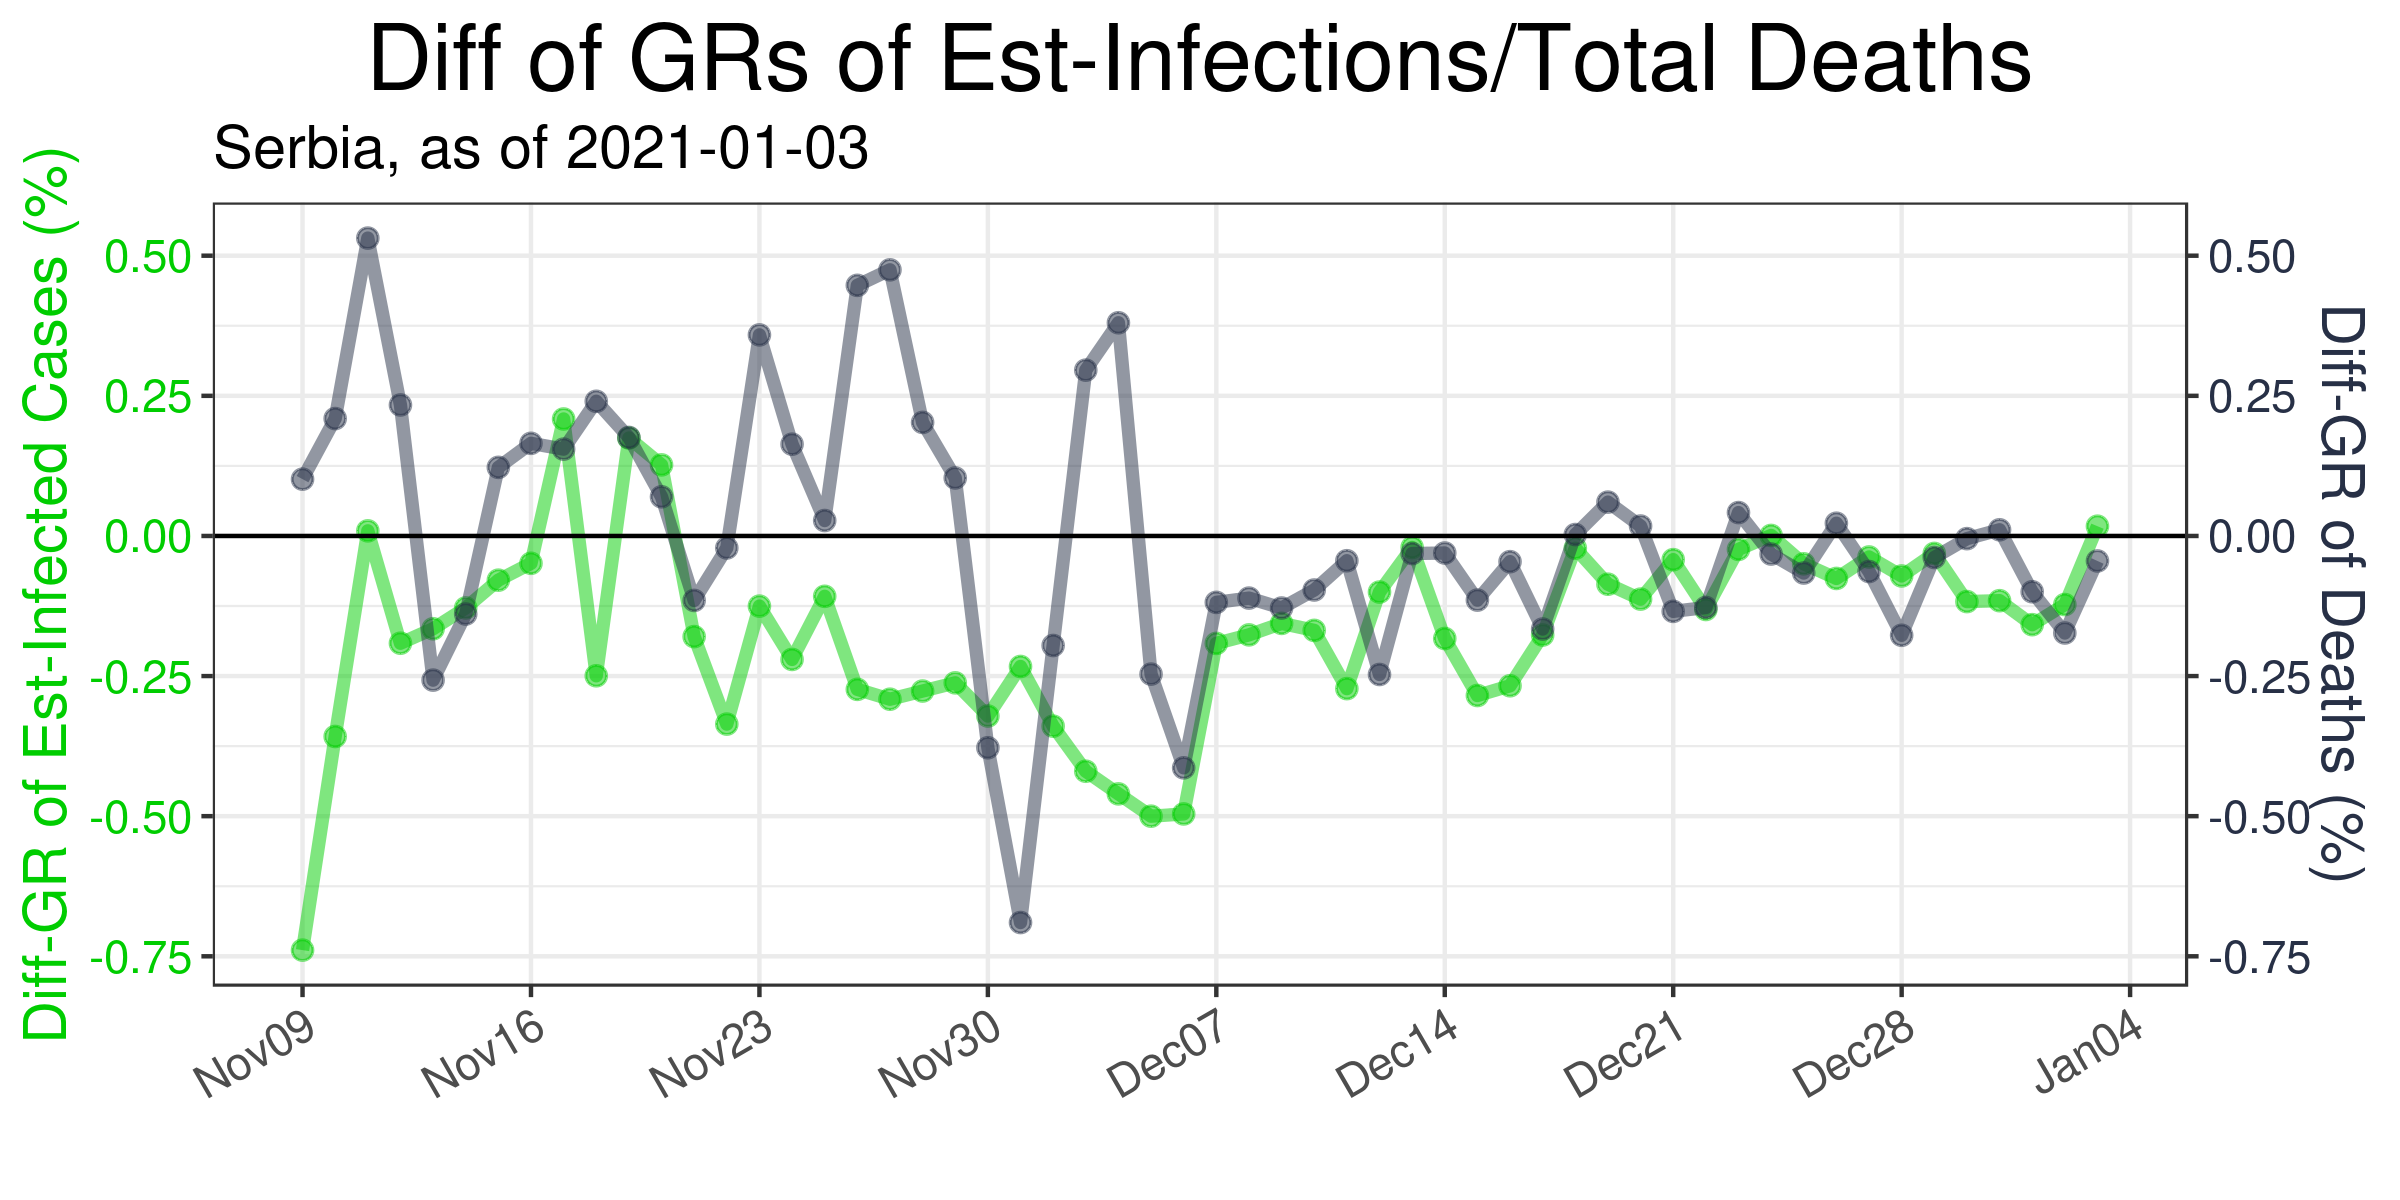 Diff of GRs of Est-Infections/Total Deaths
Serbia, as of 2021-01-03
Diff-GR of Est-Infected Cases (%)
0.50
0.25
0.00
-0.25
-0.50
-0.75
0.50
0.25
0.00
-0.25
-0.50
-0.75
Diff-GR of Deaths (%)
Nov09
Nov16
Nov23
Nov30
Dec07
Dec14
Dec21
Dec28
Jan04